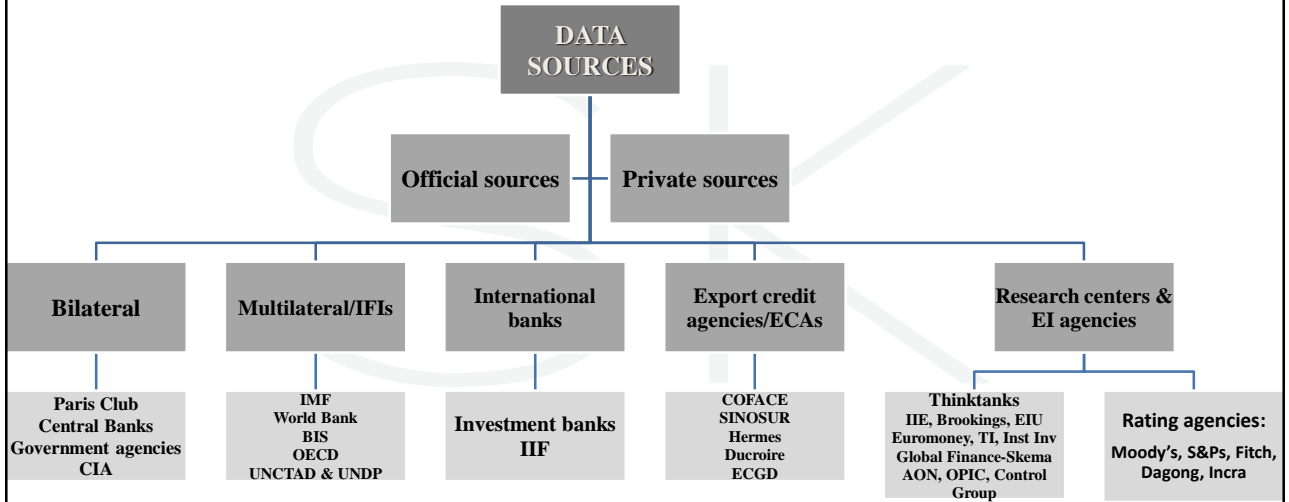 DATA
SOURCES
Official sources
Private sources
Bilateral
Multilateral/IFIs
International
banks
Export credit
agencies/ECAs
Research centers &
EI agencies
Paris Club
Central Banks
Government agencies
CIA
IMF
World Bank
BIS
OECD
UNCTAD & UNDP
Investment banks
IIF
COFACE
SINOSUR
Hermes
Ducroire
ECGD
Thinktanks
IIE, Brookings, EIU
Euromoney, TI, Inst Inv
Global Finance-Skema
AON, OPIC, Control
Group
Rating agencies:
Moody's, S&Ps, Fitch,
Dagong, Incra
SK